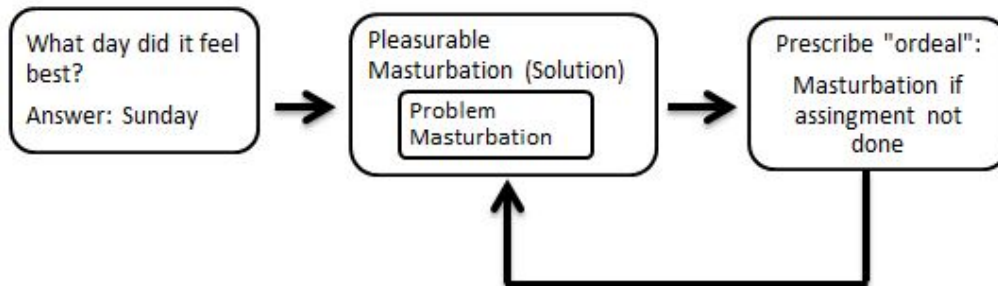 What day did it feel
best?
Answer: Sunday
Pleasurable
Masturbation (Solution)
Problem
Masturbation
Prescribe "ordeal":
Masturbation if
assingment not
done